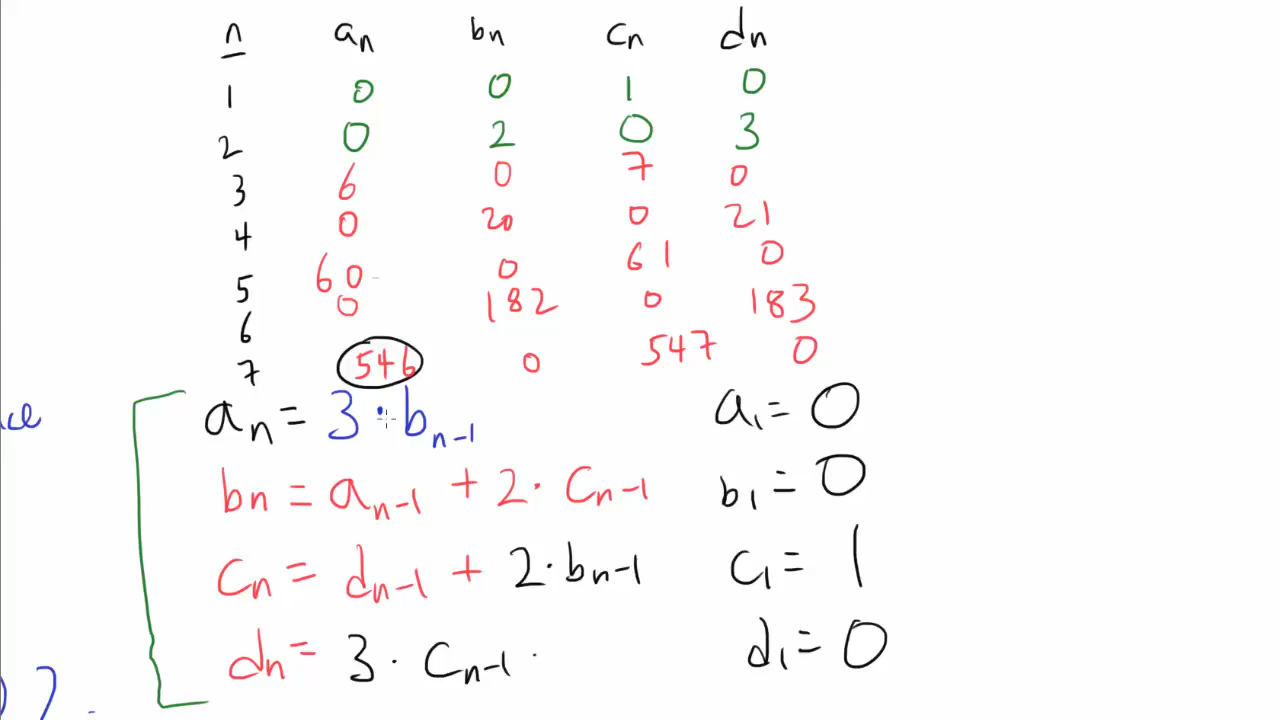 n an bn cn dn
1 0 0 1 0
2 0 2 0 3
3 6 0 7 0
4 0 20 0 21
5 60 0 61 0
6 0 182 0 183
7 546 0 547 0
an = 3 · bn-1 a1 = 0
bn = an-1 + 2 · cn-1 b1 = 0
cn = dn-1 + 2 · bn-1 c1 = 1
dn = 3 · cn-1 d1 = 0